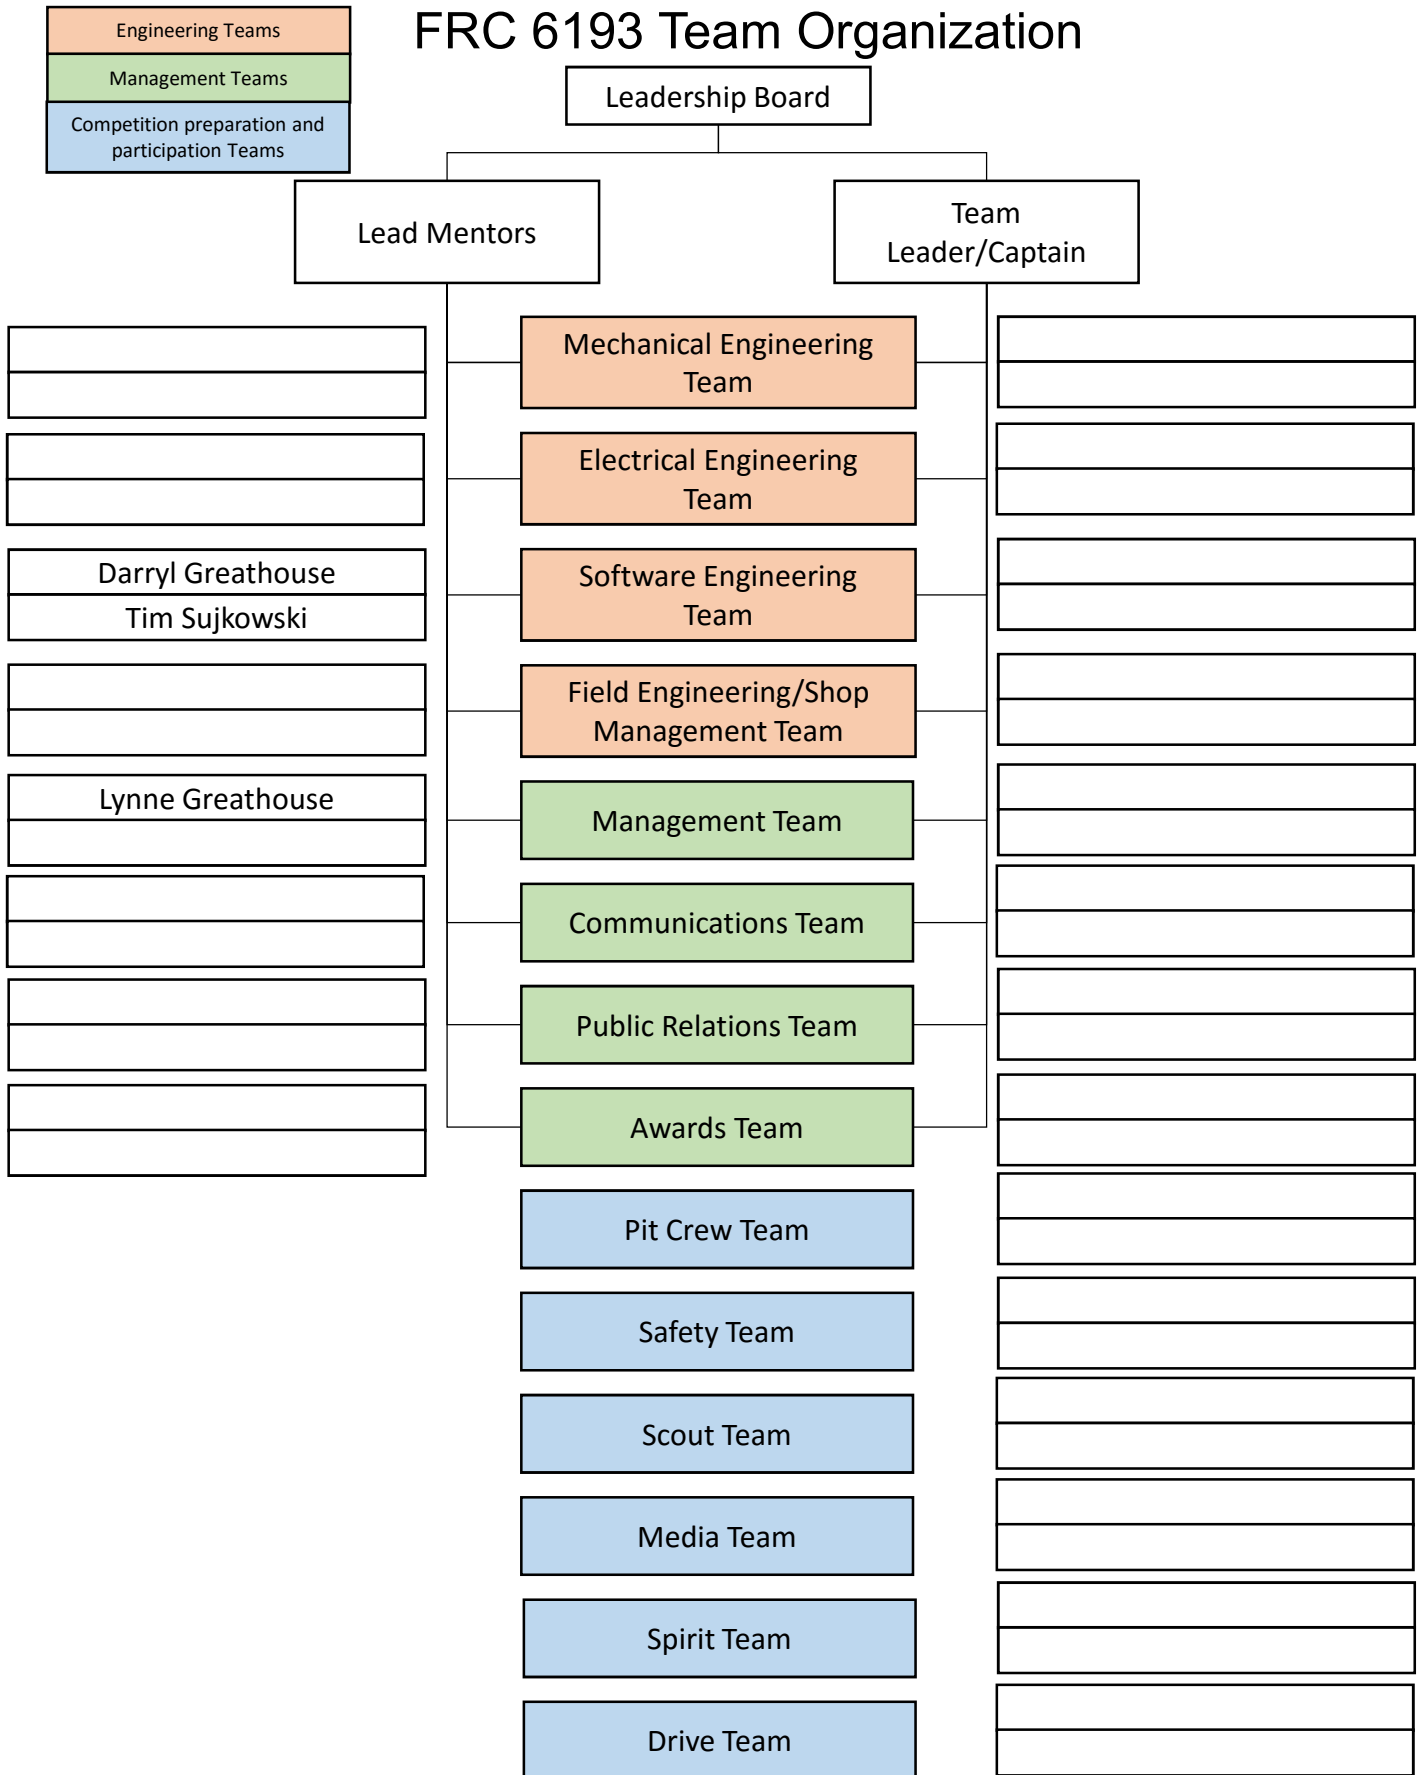 FRC 6193 Team Organization
Engineering Teams
Management Teams
Competition preparation and
participation Teams
Leadership Board
Lead Mentors
Team
Leader/Captain
Mechanical Engineering
Team
Electrical Engineering
Team
Darryl Greathouse
Tim Sujkowski
Software Engineering
Team
Field Engineering/Shop
Management Team
Lynne Greathouse
Management Team
Communications Team
Public Relations Team
Awards Team
Pit Crew Team
Safety Team
Scout Team
Media Team
Spirit Team
Drive Team